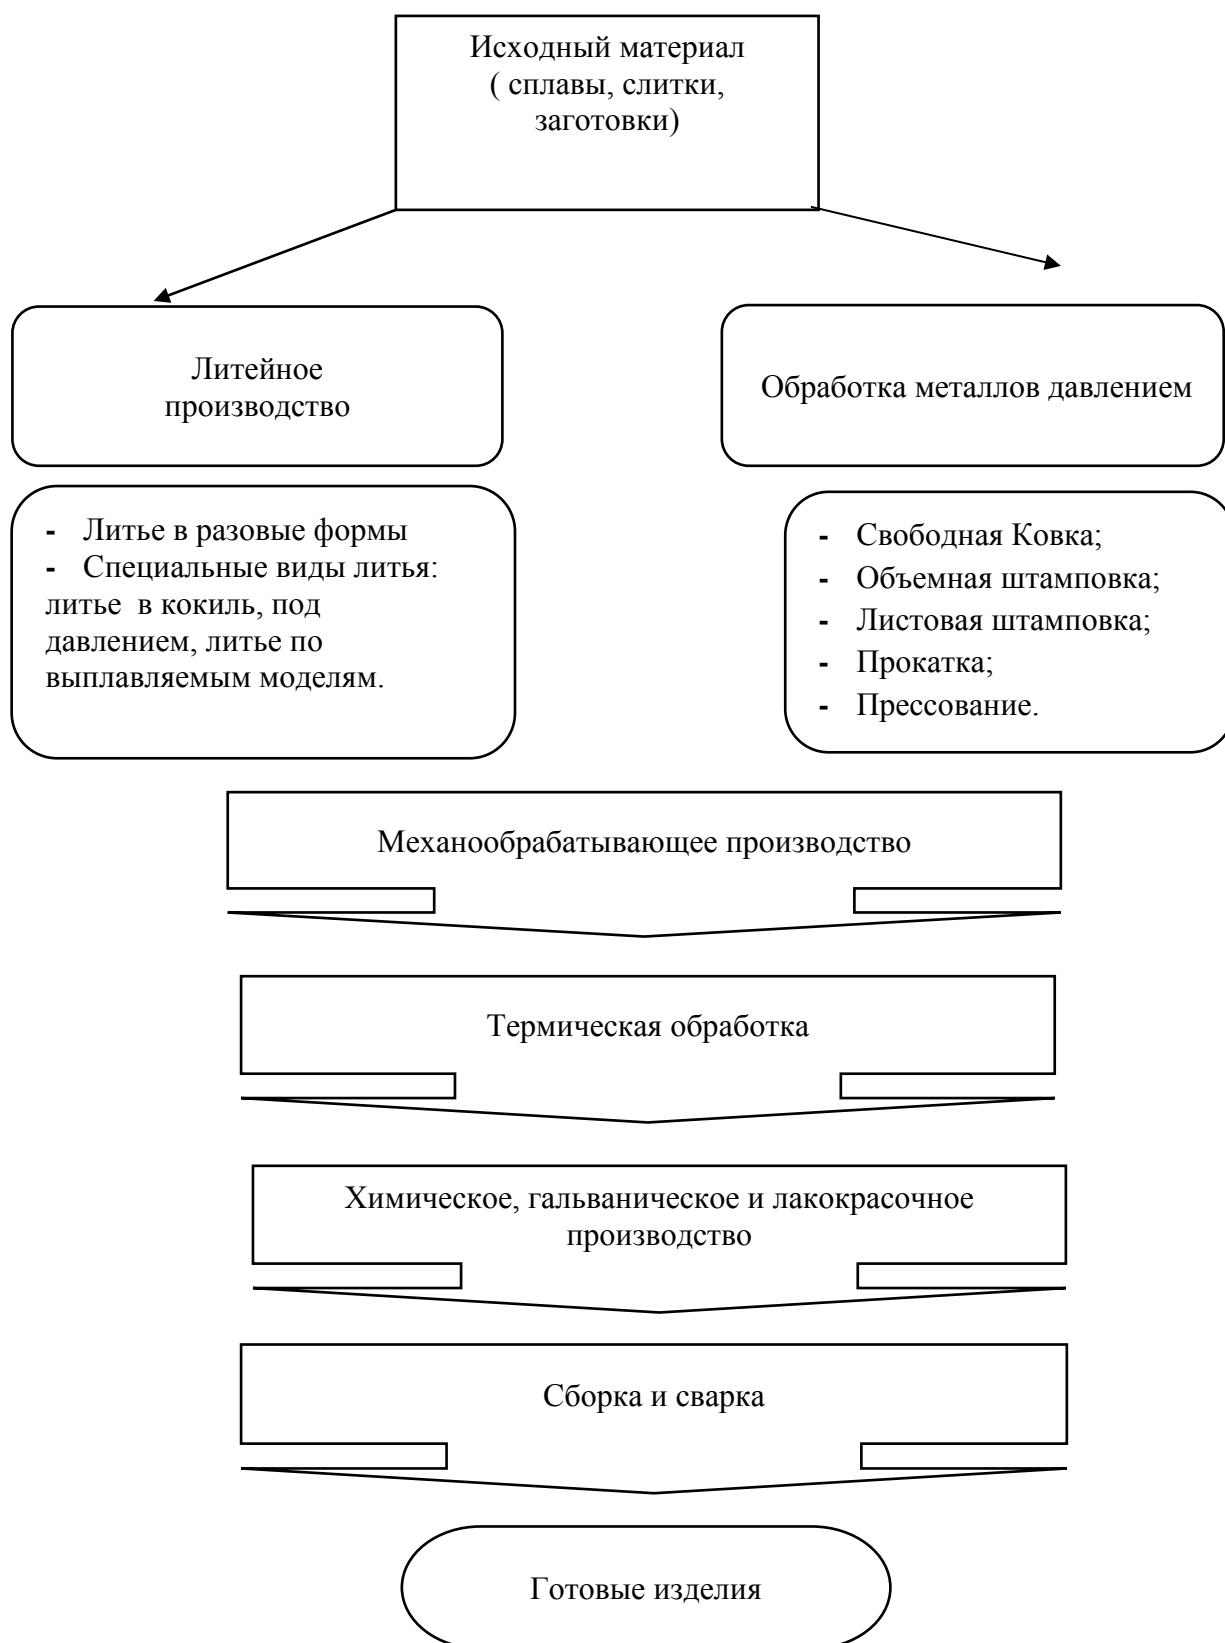 Исходный материал
( сплавы, слитки,
заготовки)
Литейное
производство
Обработка металлов давлением
- Литье в разовые формы
- Специальные виды литья:
литье в кокиль, под
давлением, литье по
выплавляемым моделям.
- Свободная Ковка;
- Объемная штамповка;
- Листовая штамповка;
- Прокатка;
- Прессование.
Механообрабатывающее производство
Термическая обработка
Химическое, гальваническое и лакокрасочное
производство
Сборка и сварка
Готовые изделия